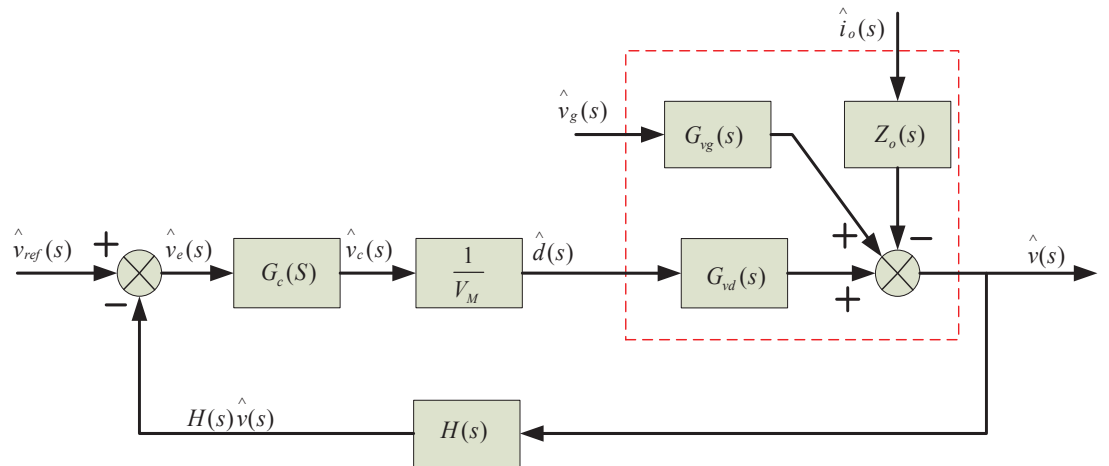 î_o(s)
v̂_g(s)
G_vg(s)
Z_o(s)
v̂_ref(s)
+
−
v̂_e(s)
G_c(S)
v̂_c(s)
1/V_M
d̂(s)
G_vd(s)
+
−
+
v̂(s)
H(s)v̂(s)
H(s)